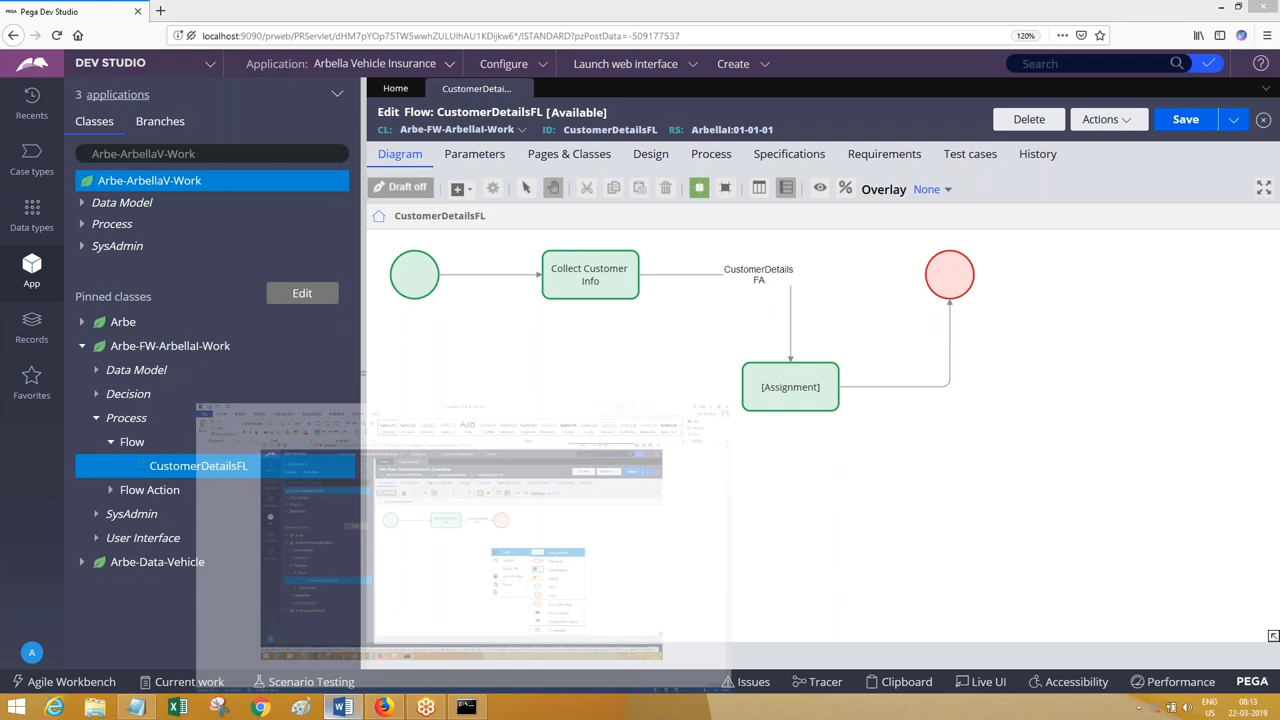 Pega Dev Studio
localhost:9090/prweb/PRServlet/dHM7pYOp75TW5wwhZULUlhAU1KDijkw6*/!STANDARD?pzPostData=-509177537
120%
DEV STUDIO
Application: Arbella Vehicle Insurance
Configure
Launch web interface
Create
Search
Recents
Case types
Data types
App
Records
Favorites
A
3 applications
Classes
Branches
Arbe-ArbellaV-Work
Arbe-ArbellaV-Work
Data Model
Process
SysAdmin
Pinned classes
Edit
Arbe
Arbe-FW-ArbellaI-Work
Data Model
Decision
Process
Flow
CustomerDetailsFL
Flow Action
SysAdmin
User Interface
Arbe-Data-Vehicle
Home
CustomerDetai...
Edit Flow: CustomerDetailsFL [Available]
CL: Arbe-FW-ArbellaI-Work ID: CustomerDetailsFL RS: ArbellaI:01-01-01
Delete
Actions
Save
Diagram
Parameters
Pages & Classes
Design
Process
Specifications
Requirements
Test cases
History
Draft off
Overlay None
CustomerDetailsFL
Collect Customer
Info
CustomerDetails
FA
[Assignment]
Agile Workbench
Current work
Scenario Testing
Issues
Tracer
Clipboard
Live UI
Accessibility
Performance
PEGA
ENG
US
08:13
22-03-2019